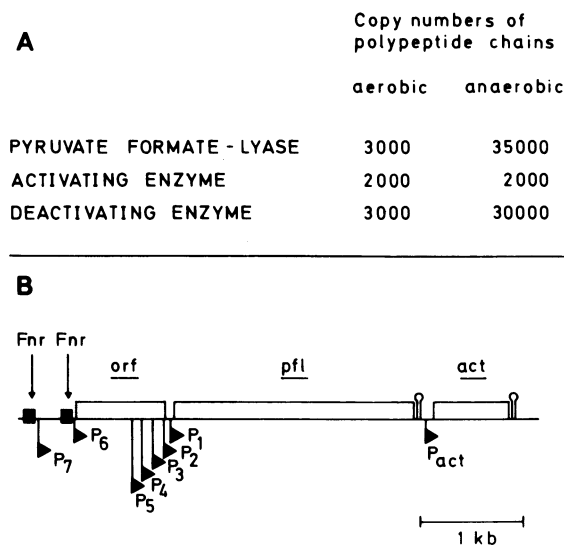 A
Copy numbers of
polypeptide chains
aerobic anaerobic
PYRUVATE FORMATE-LYASE 3000 35000
ACTIVATING ENZYME 2000 2000
DEACTIVATING ENZYME 3000 30000
B
Fnr Fnr
orf pfl act
P7 P6 P5 P4 P3 P2 P1 Pact
1 kb